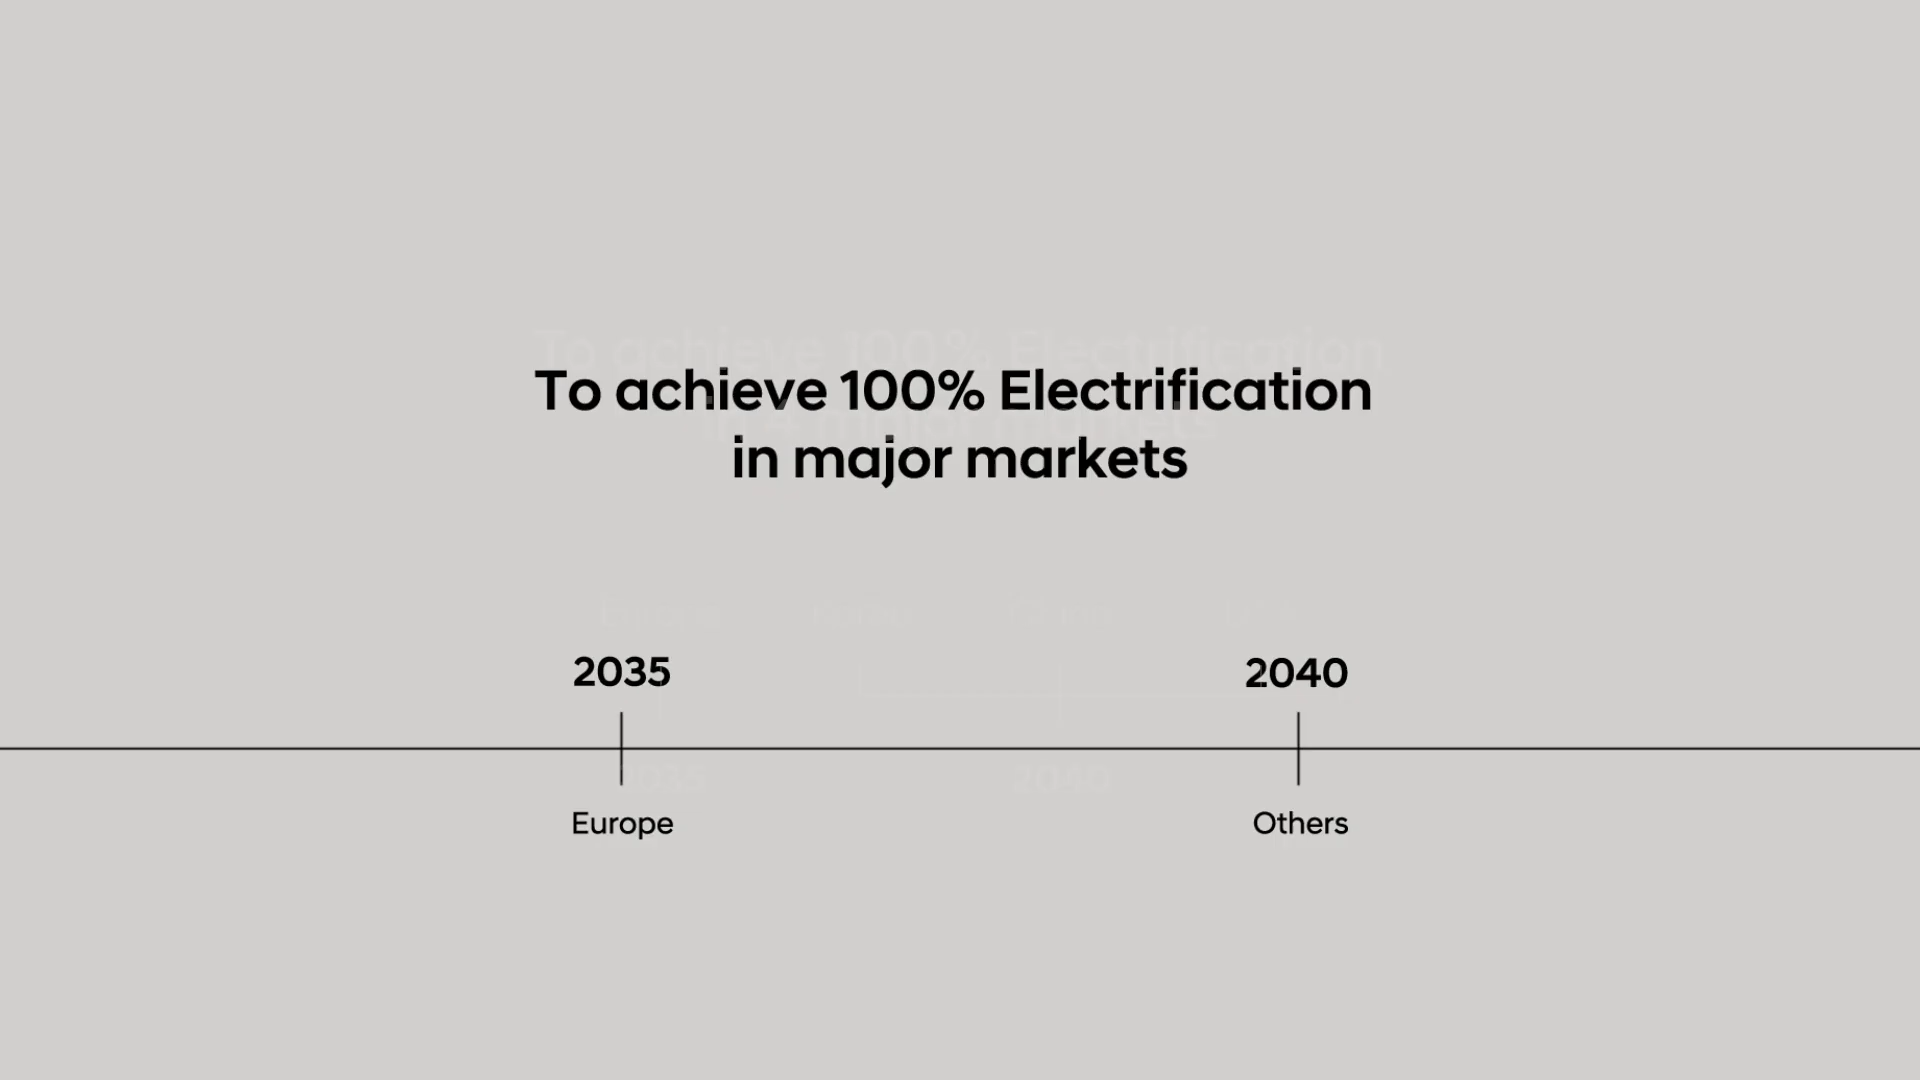 To achieve 100% Electrification
in major markets
2035
2040
Europe
Others